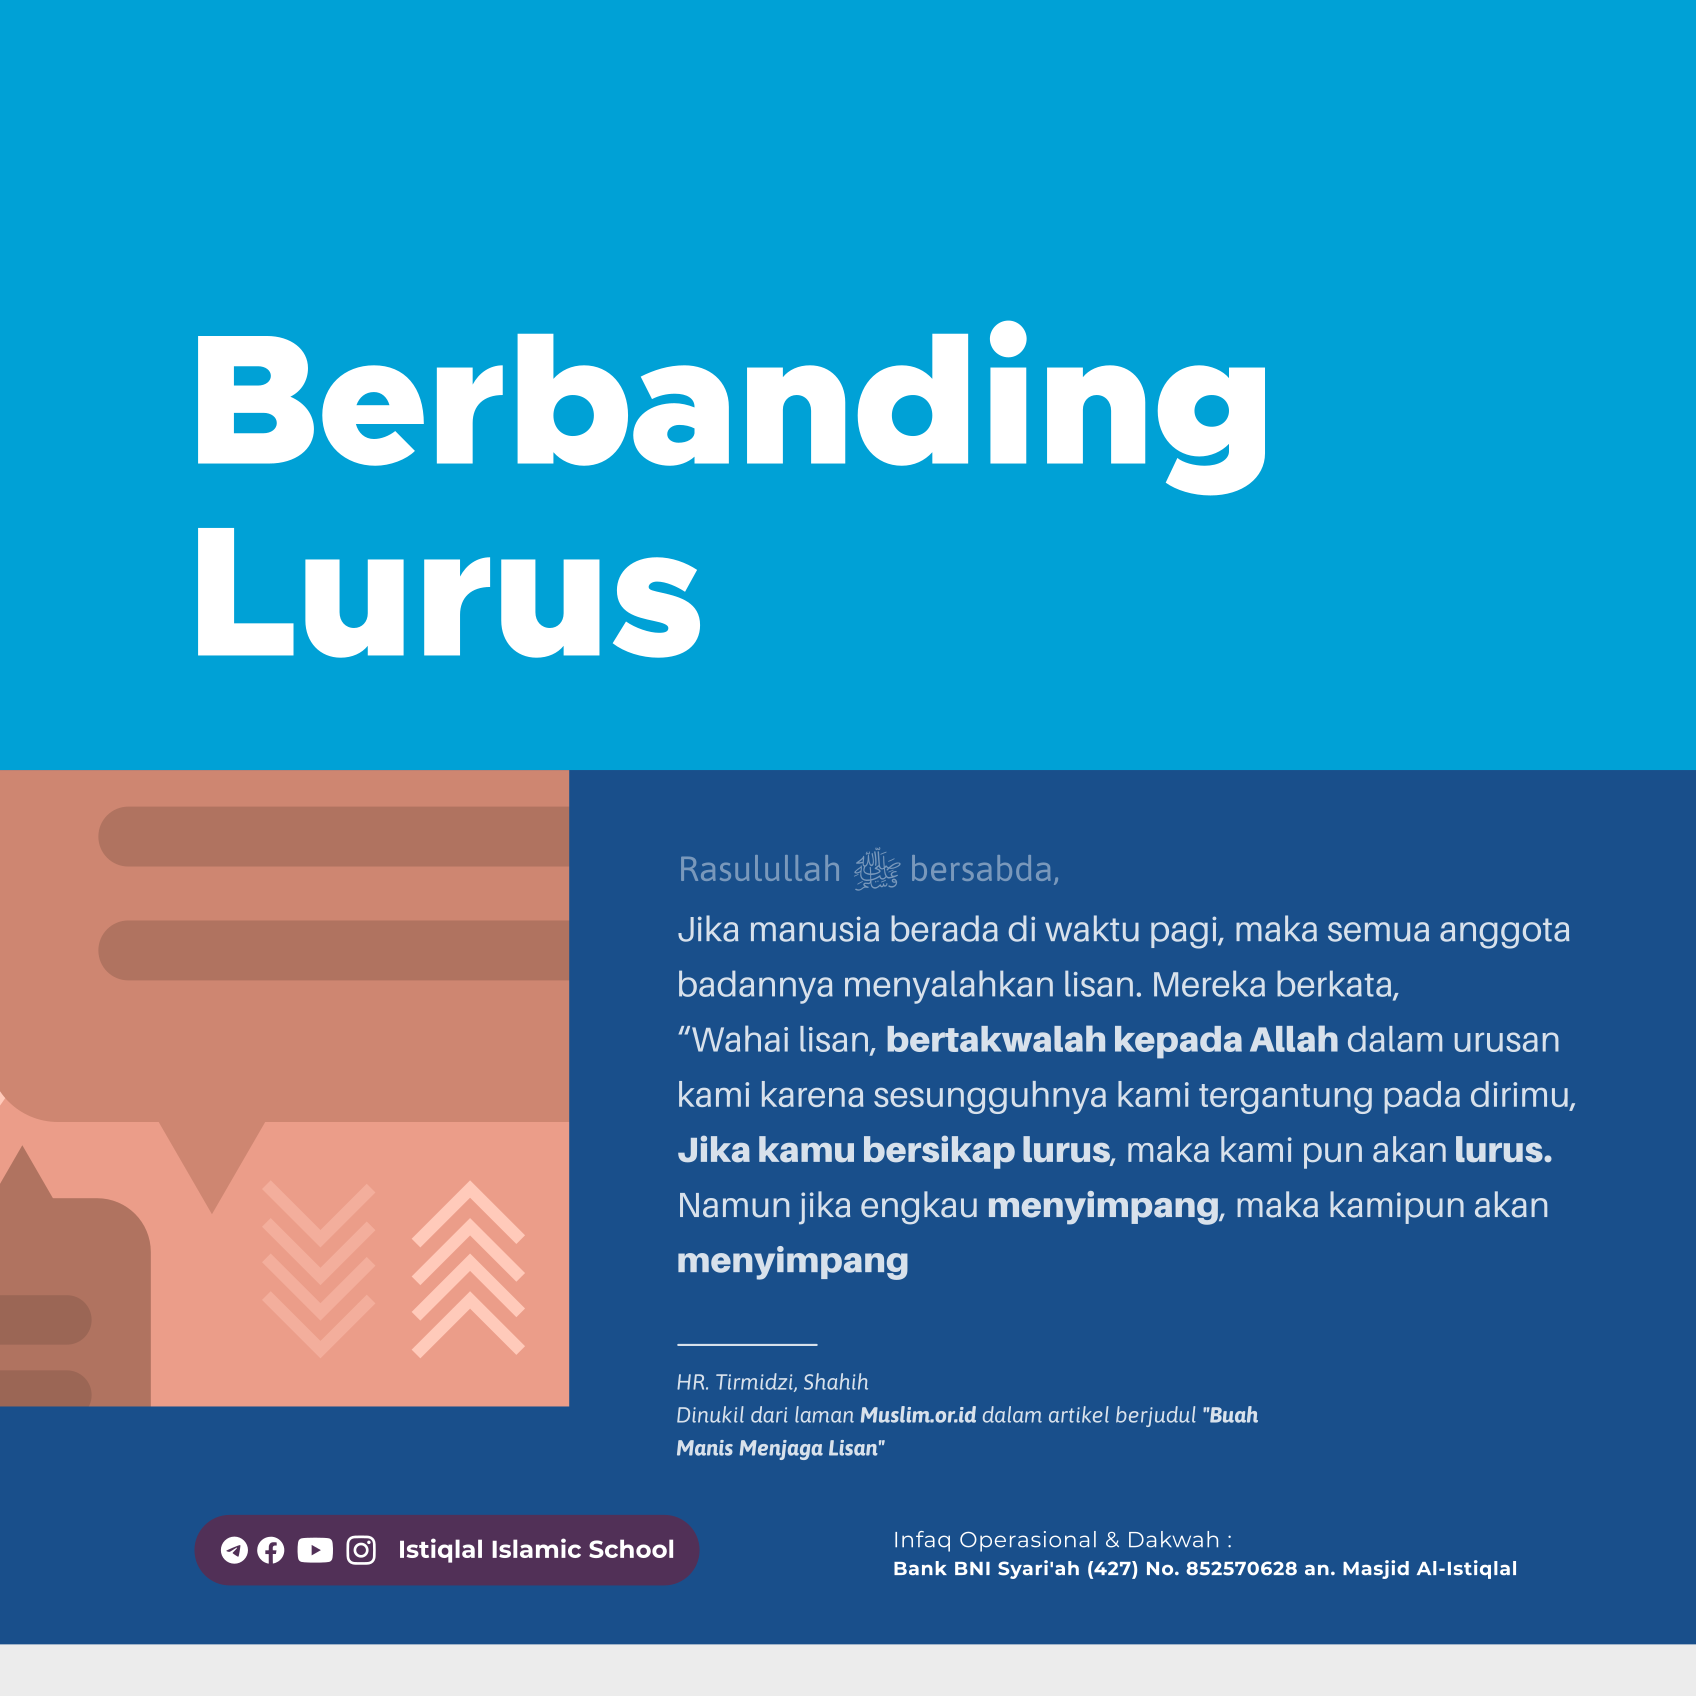 Berbanding
Lurus
Rasulullah ﷺ bersabda,
Jika manusia berada di waktu pagi, maka semua anggota
badannya menyalahkan lisan. Mereka berkata,
“Wahai lisan, bertakwalah kepada Allah dalam urusan
kami karena sesungguhnya kami tergantung pada dirimu,
Jika kamu bersikap lurus, maka kami pun akan lurus.
Namun jika engkau menyimpang, maka kamipun akan
menyimpang
HR. Tirmidzi, Shahih
Dinukil dari laman Muslim.or.id dalam artikel berjudul "Buah
Manis Menjaga Lisan"
Istiqlal Islamic School
Infaq Operasional & Dakwah :
Bank BNI Syari'ah (427) No. 852570628 an. Masjid Al-Istiqlal